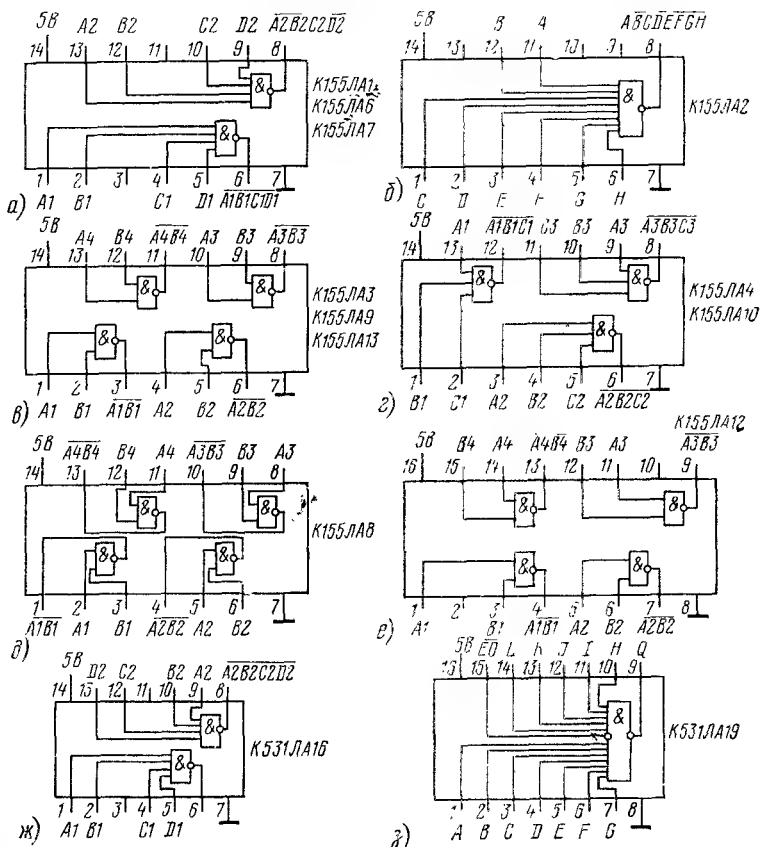 5В A2 B2 C2 D2 A2B2C2D2
14 13 12 11 10 9 8
&
К155ЛА1
К155ЛА6
К155ЛА7
&
1 2 3 4 5 6 7
а) A1 B1 C1 D1 A1B1C1D1
5В B A ABCDEFGH
14 13 12 11 10 9 8
&
К155ЛА2
1 2 3 4 5 6 7
б) C D E F G H
5В A4 B4 A4B4 A3 B3 A3B3
14 13 12 11 10 9 8
& &
К155ЛА3
К155ЛА9
К155ЛА13
& &
1 2 3 4 5 6 7
в) A1 B1 A1B1 A2 B2 A2B2
5В A1 A1B1C1 C3 B3 A3 A3B3C3
14 13 12 11 10 9 8
& &
К155ЛА4
К155ЛА10
&
1 2 3 4 5 6 7
г) B1 C1 A2 B2 C2 A2B2C2
5В A4B4 B4 A4 A3B3 B3 A3
14 13 12 11 10 9 8
& &
К155ЛА8
& &
1 2 3 4 5 6 7
д) A1B1 A1 B1 A2B2 A2 B2
К155ЛА12
5В B4 A4 A4B4 B3 A3 A3B3
16 15 14 13 12 11 10 9
& &
& &
1 2 3 4 5 6 7 8
е) A1 B1 A1B1 A2 B2 A2B2
5В D2 C2 B2 A2 A2B2C2D2
14 13 12 11 10 9 8
&
К531ЛА16
&
1 2 3 4 5 6 7
ж) A1 B1 C1 D1
5В E0 L K J I H Q
16 15 14 13 12 11 10 9
&
К531ЛА19
1 2 3 4 5 6 7 8
з) A B C D E F G